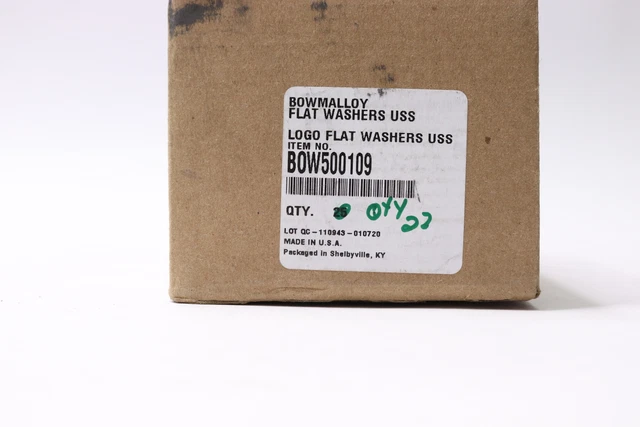 BOWMALLOY
FLAT WASHERS USS
LOGO FLAT WASHERS USS
ITEM NO.
BOW500109
QTY. 25 QTY
22
LOT QC-110943-010720
MADE IN U.S.A.
Packaged in Shelbyville, KY